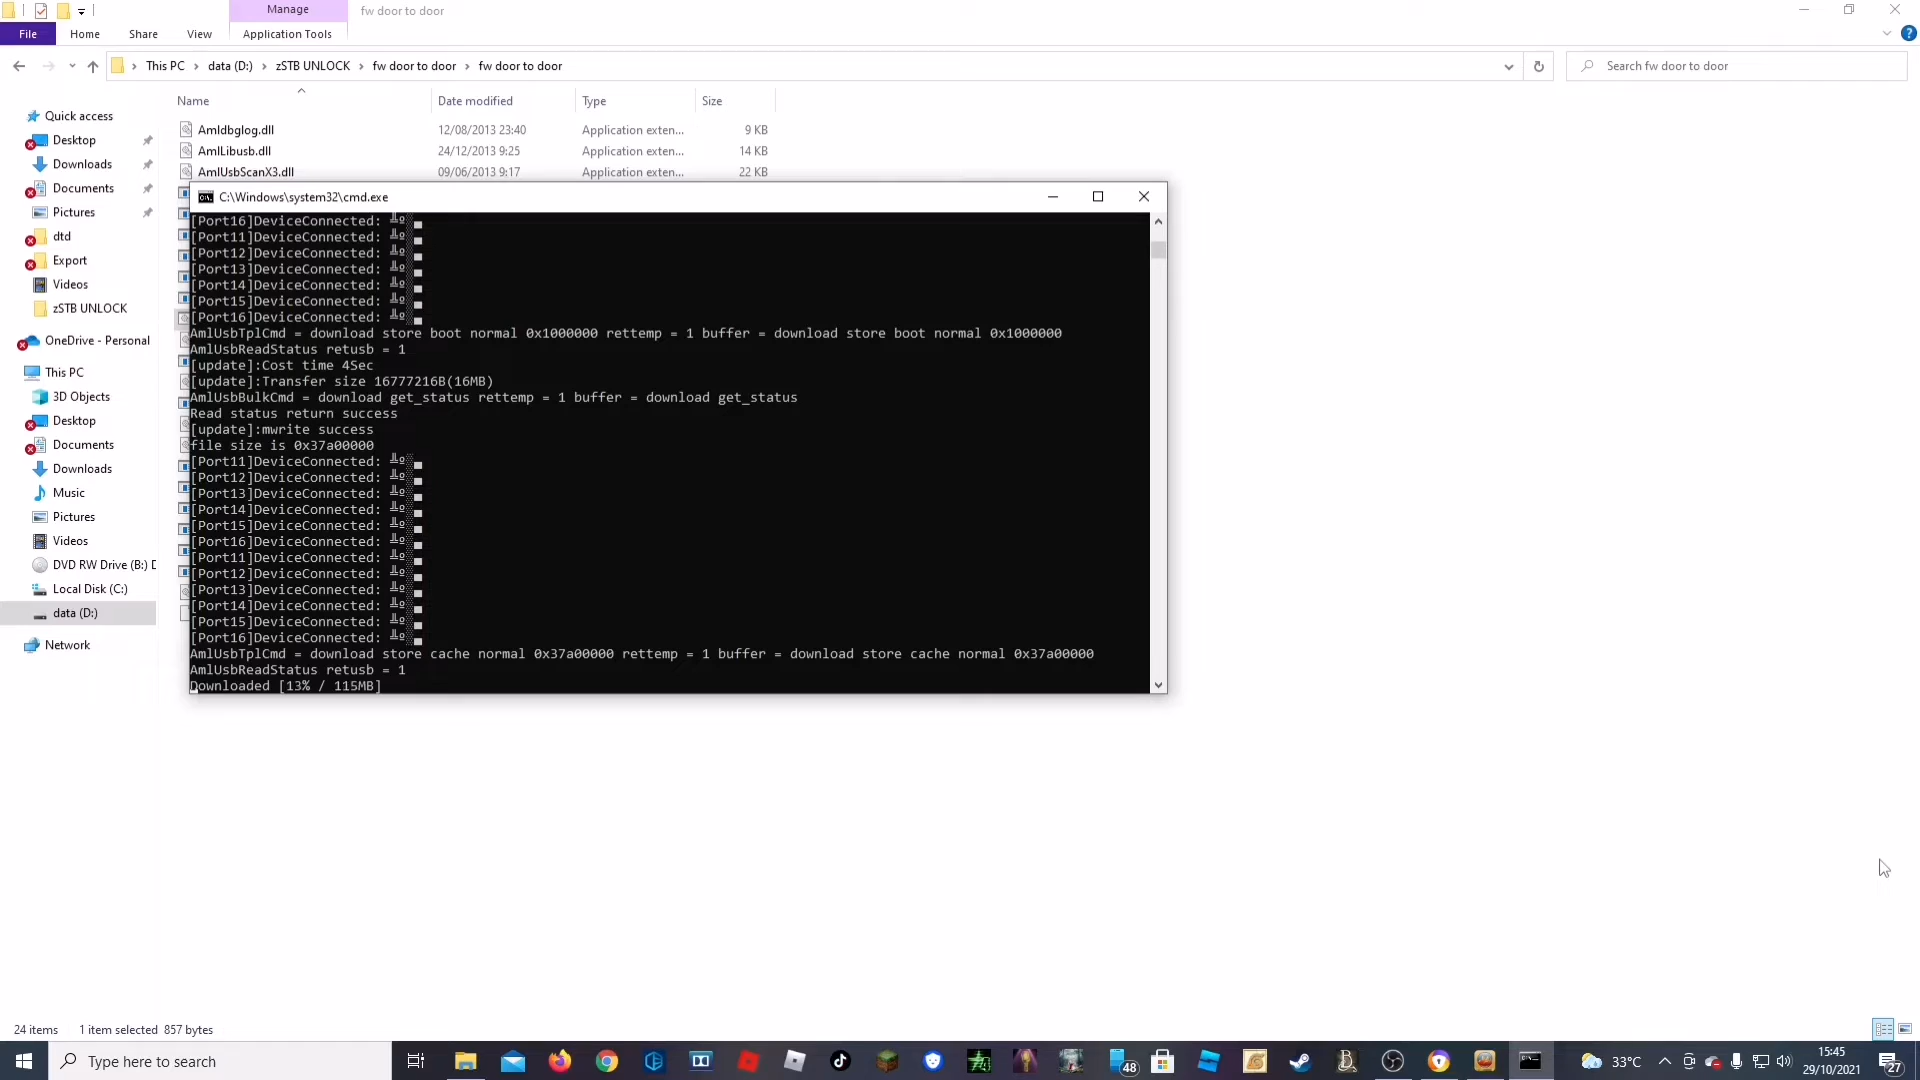 Manage
fw door to door
File
Home
Share
View
Application Tools
This PC
data (D:)
zSTB UNLOCK
fw door to door
fw door to door
Search fw door to door
Name
Date modified
Type
Size
Amldbglog.dll 12/08/2013 23:40 Application exten... 9 KB
AmlLibusb.dll 24/12/2013 9:25 Application exten... 14 KB
AmlUsbScanX3.dll 09/06/2013 9:17 Application exten... 22 KB
Quick access
Desktop
Downloads
Documents
Pictures
dtd
Export
Videos
zSTB UNLOCK
OneDrive - Personal
This PC
3D Objects
Desktop
Documents
Downloads
Music
Pictures
Videos
DVD RW Drive (B:) D
Local Disk (C:)
data (D:)
Network
C:\Windows\system32\cmd.exe
[Port16]DeviceConnected: ╩º░▄
[Port11]DeviceConnected: ╩º░▄
[Port12]DeviceConnected: ╩º░▄
[Port13]DeviceConnected: ╩º░▄
[Port14]DeviceConnected: ╩º░▄
[Port15]DeviceConnected: ╩º░▄
[Port16]DeviceConnected: ╩º░▄
AmlUsbTplCmd = download store boot normal 0x1000000 rettemp = 1 buffer = download store boot normal 0x1000000
AmlUsbReadStatus retusb = 1
[update]:Cost time 4Sec
[update]:Transfer size 16777216B(16MB)
AmlUsbBulkCmd = download get_status rettemp = 1 buffer = download get_status
Read status return success
[update]:mwrite success
file size is 0x37a00000
[Port11]DeviceConnected: ╩º░▄
[Port12]DeviceConnected: ╩º░▄
[Port13]DeviceConnected: ╩º░▄
[Port14]DeviceConnected: ╩º░▄
[Port15]DeviceConnected: ╩º░▄
[Port16]DeviceConnected: ╩º░▄
[Port11]DeviceConnected: ╩º░▄
[Port12]DeviceConnected: ╩º░▄
[Port13]DeviceConnected: ╩º░▄
[Port14]DeviceConnected: ╩º░▄
[Port15]DeviceConnected: ╩º░▄
[Port16]DeviceConnected: ╩º░▄
AmlUsbTplCmd = download store cache normal 0x37a00000 rettemp = 1 buffer = download store cache normal 0x37a00000
AmlUsbReadStatus retusb = 1
Downloaded [13% / 115MB]
24 items
1 item selected 857 bytes
Type here to search
48
33°C
15:45
29/10/2021
27